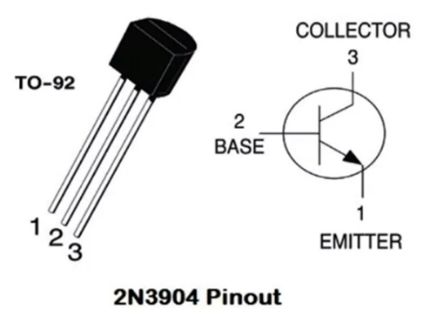 TO-92
1
2
3
COLLECTOR
3
2
BASE
1
EMITTER
2N3904 Pinout